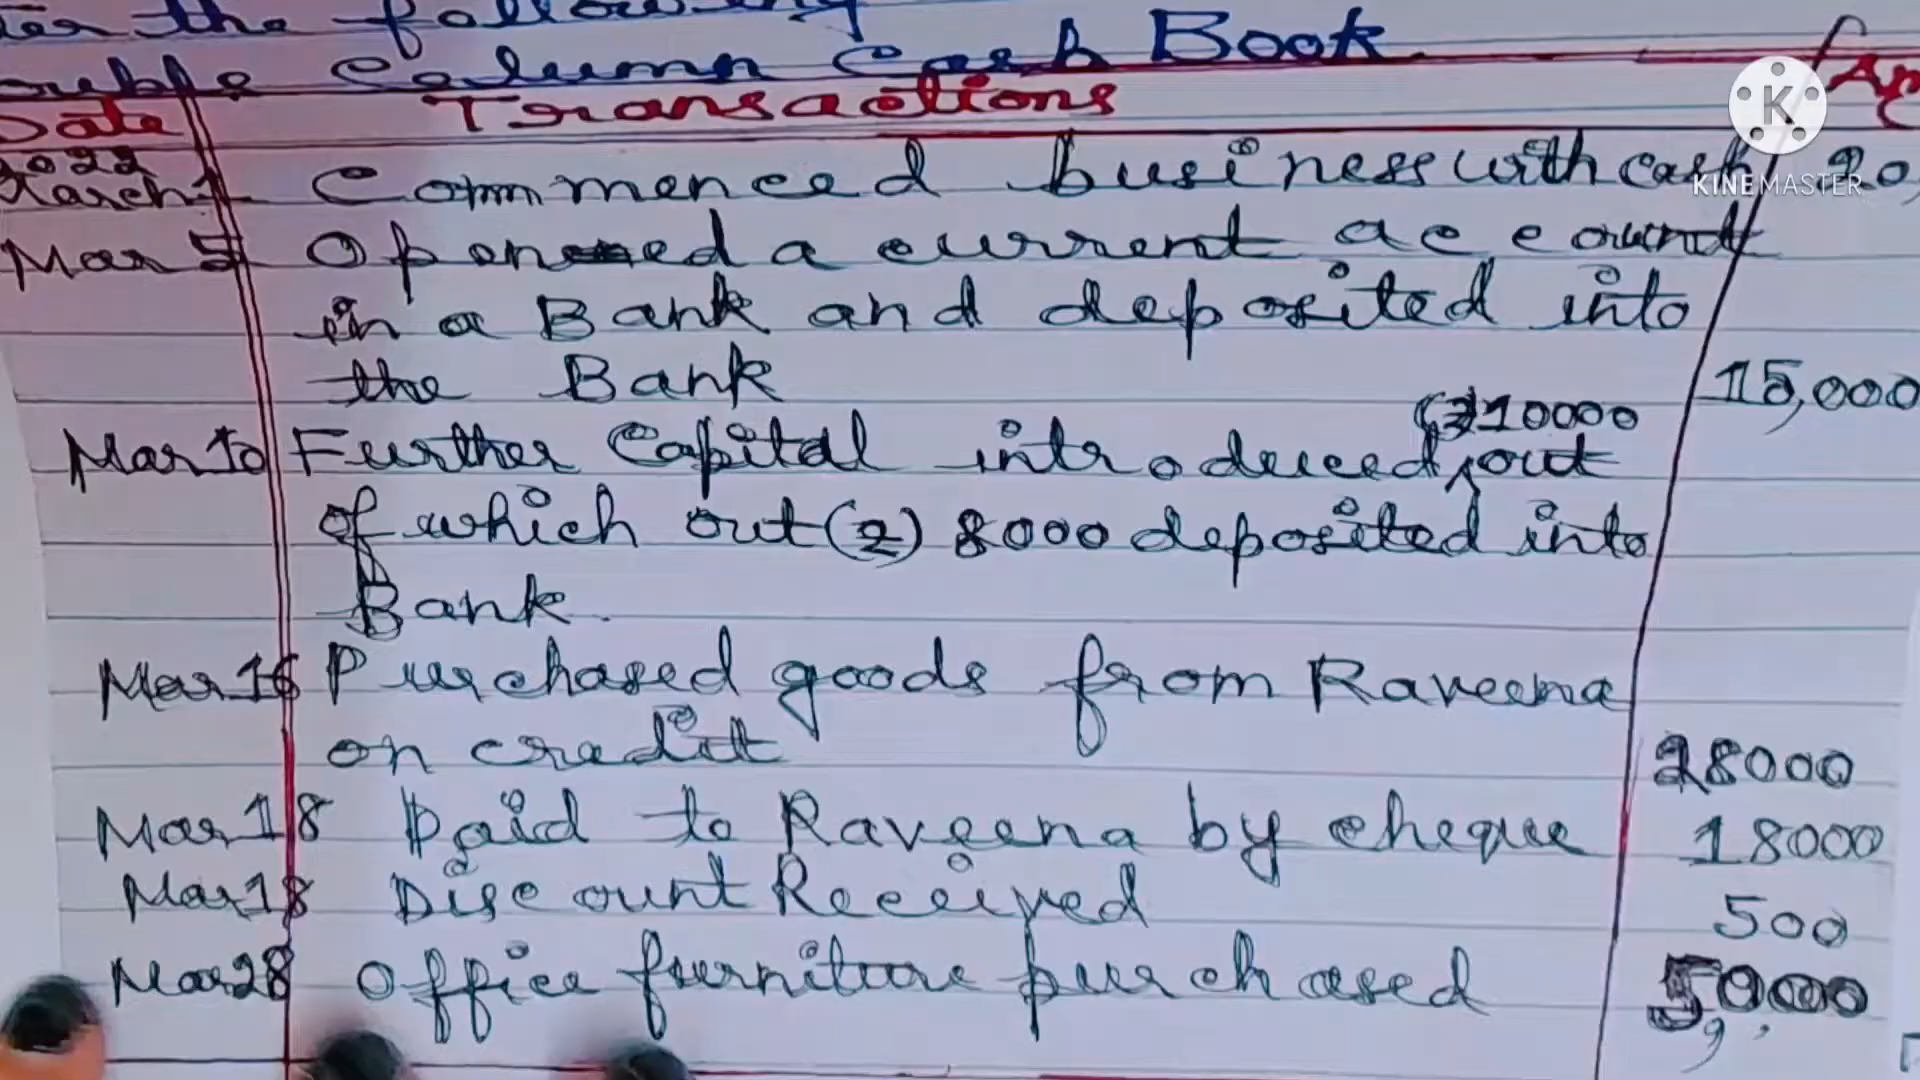 the following
Double Column Cash Book
Date Transactions
2022
March 1 Commenced business with cash 20,
Mar 5 Opened a current account
in a Bank and deposited into
the Bank 15,000
10000
Mar 10 Further Capital introduced, out
of which out (2) 8000 deposited into
Bank.
Mar 16 Purchased goods from Raveena
on credit 28000
Mar 18 Paid to Raveena by cheque 18000
Mar 18 Discount Received 500
Mar 28 Office furniture purchased 5000
K
KINEMASTER